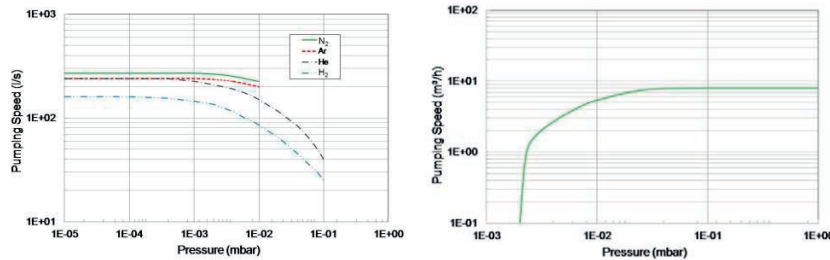 1E+03
1E+02
1E+01
Pumping Speed (l/s)
N2
Ar
He
H2
1E-05 1E-04 1E-03 1E-02 1E-01 1E+00
Pressure (mbar)
1E+02
1E+01
1E+00
1E-01
Pumping Speed (m³/h)
1E-03 1E-02 1E-01 1E+00
Pressure (mbar)